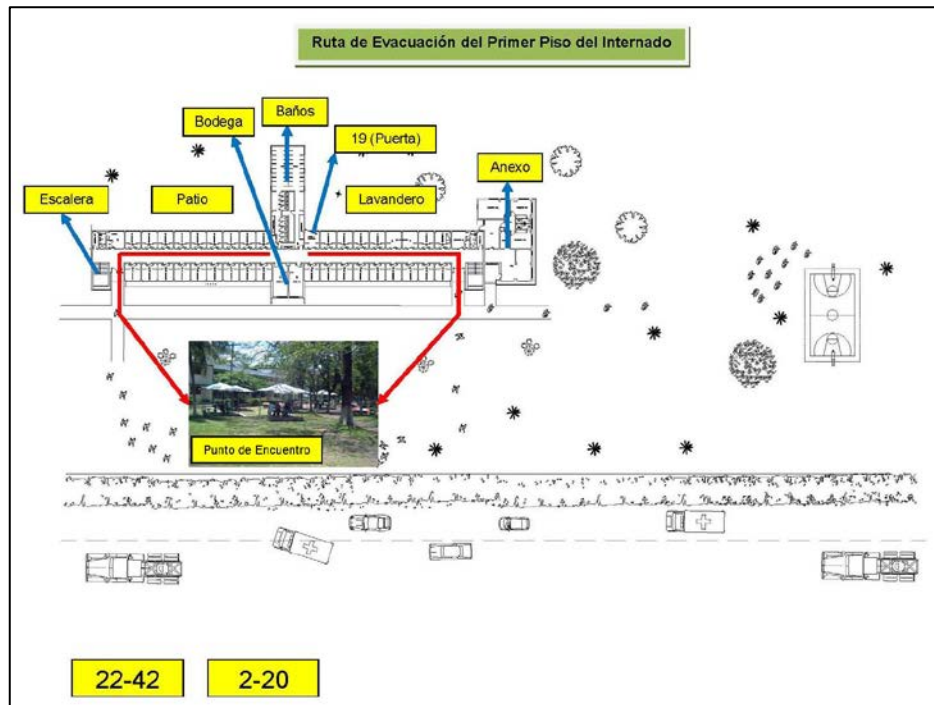 Ruta de Evacuación del Primer Piso del Internado
Baños
Bodega
19 (Puerta)
Anexo
Escalera
Patio
Lavandero
Punto de Encuentro
22-42
2-20